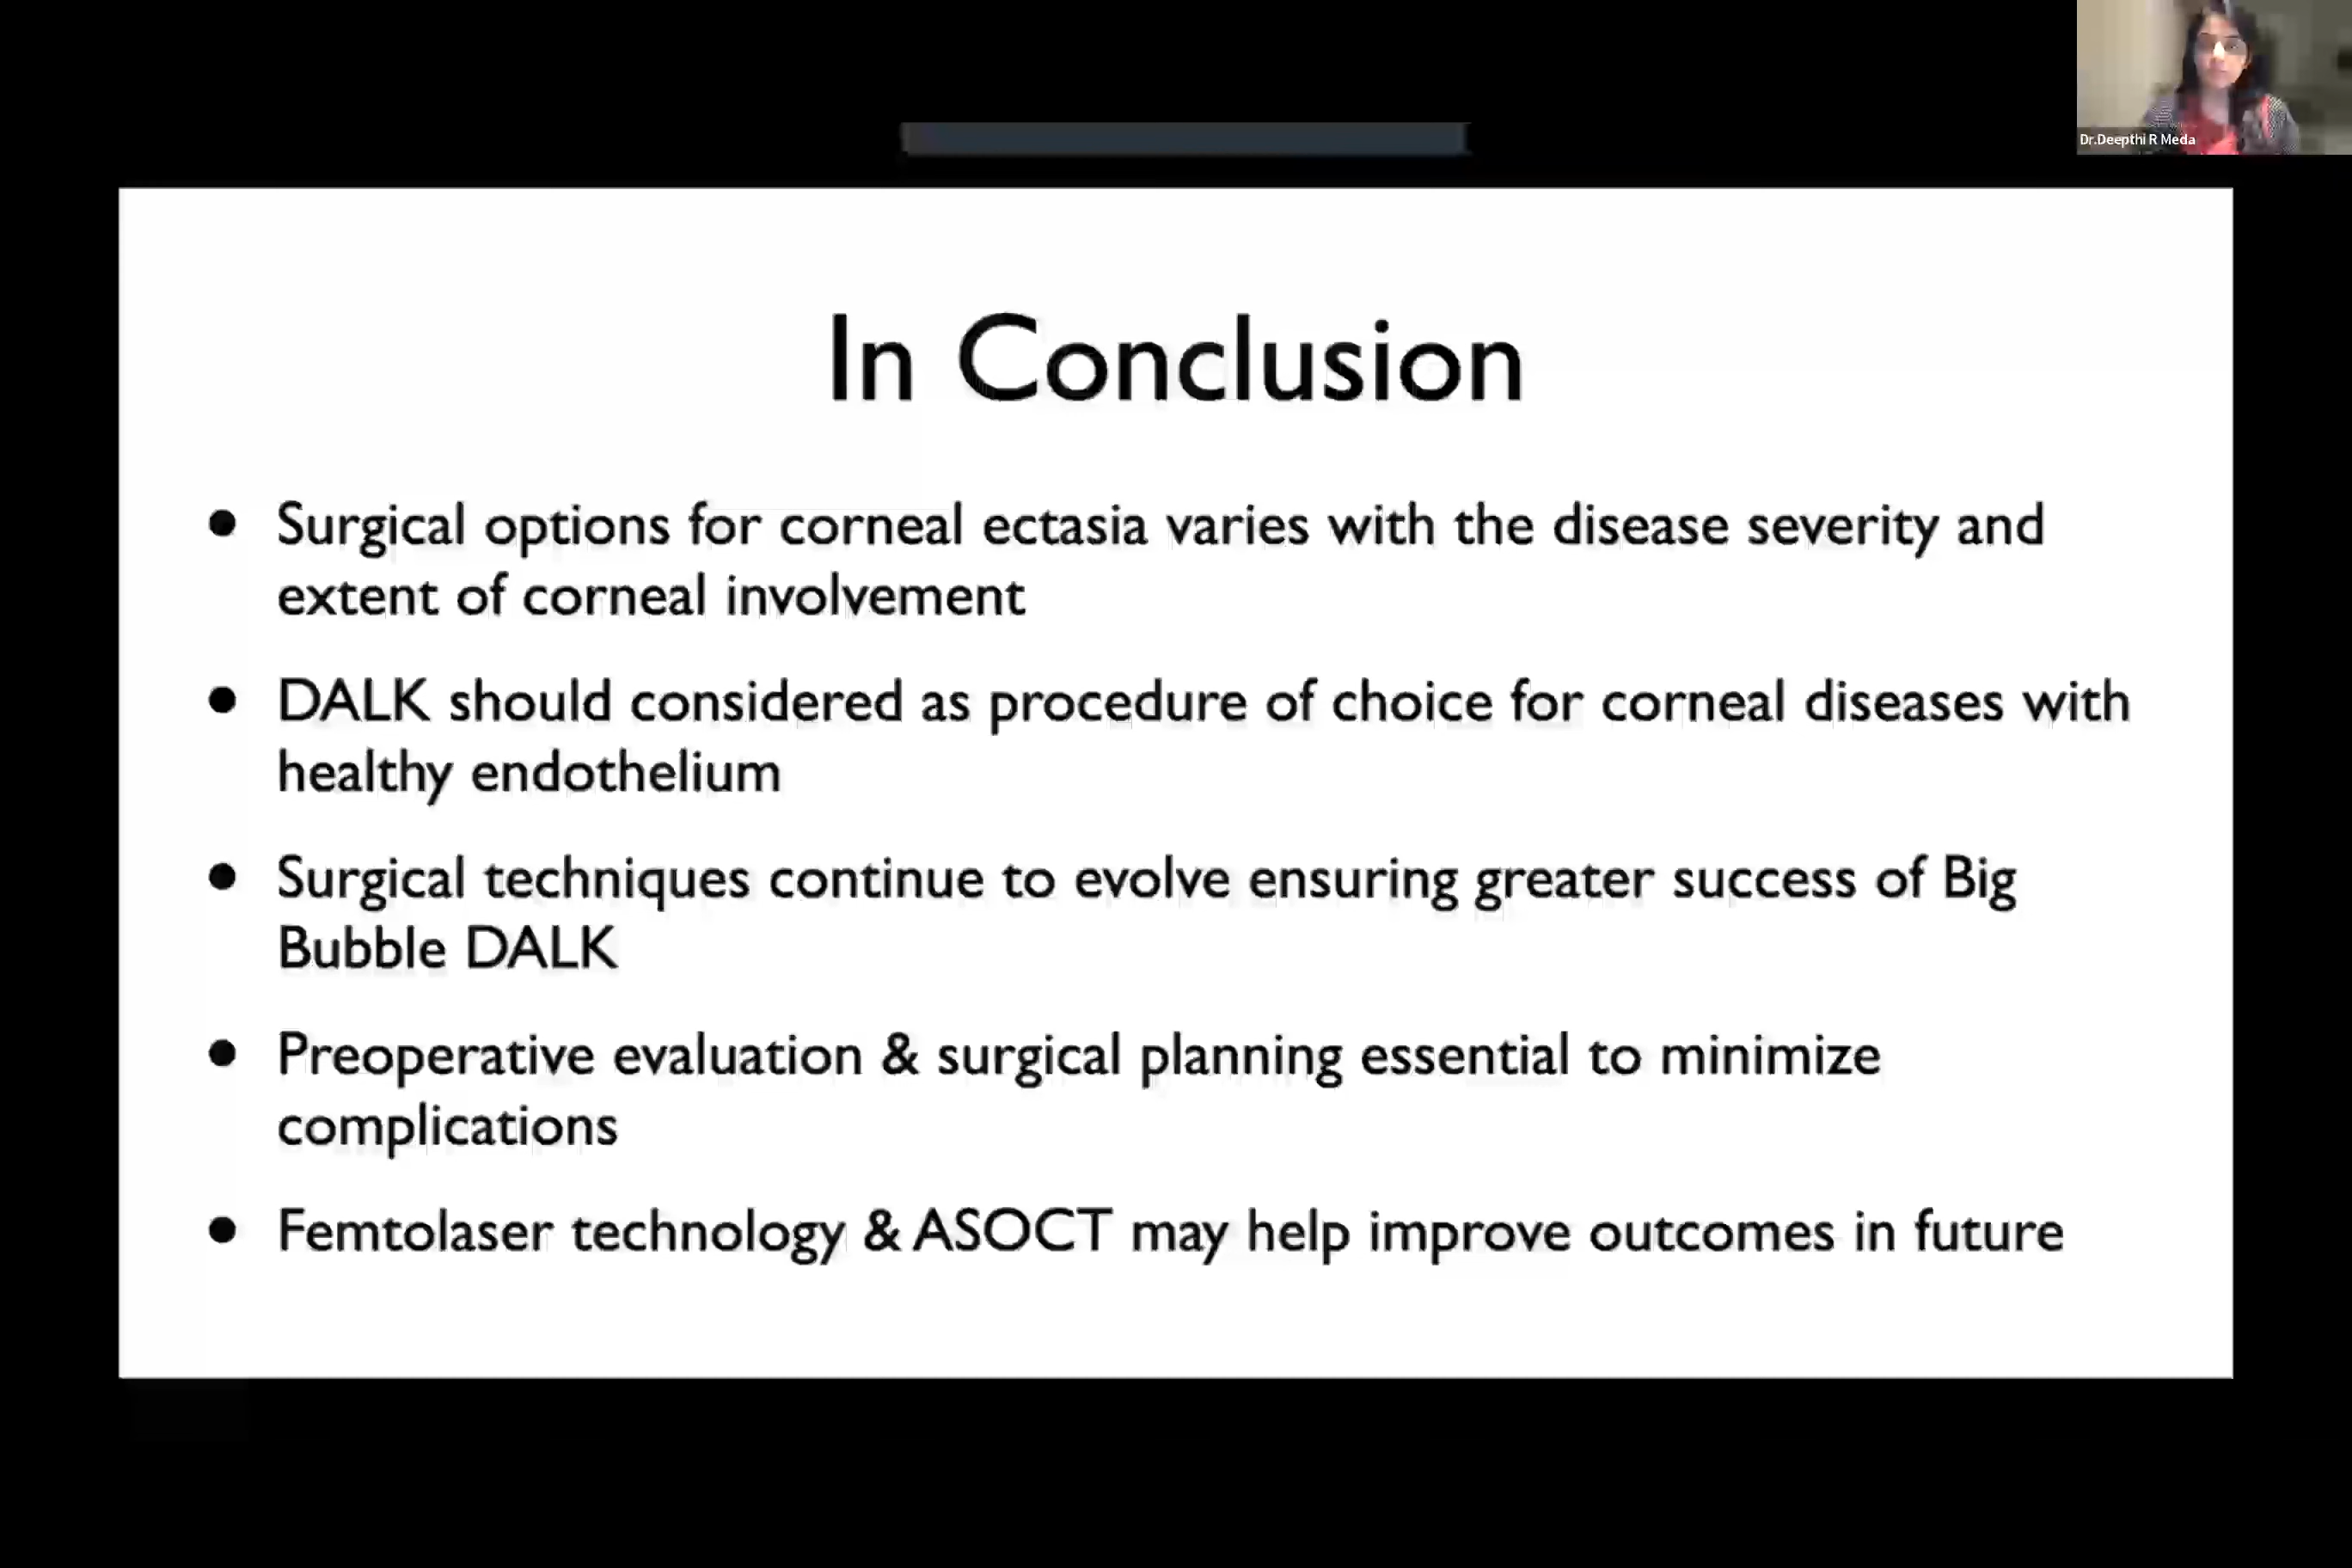 Dr.Deepthi R Meda
In Conclusion
● Surgical options for corneal ectasia varies with the disease severity and
extent of corneal involvement
● DALK should considered as procedure of choice for corneal diseases with
healthy endothelium
● Surgical techniques continue to evolve ensuring greater success of Big
Bubble DALK
● Preoperative evaluation & surgical planning essential to minimize
complications
● Femtolaser technology & ASOCT may help improve outcomes in future